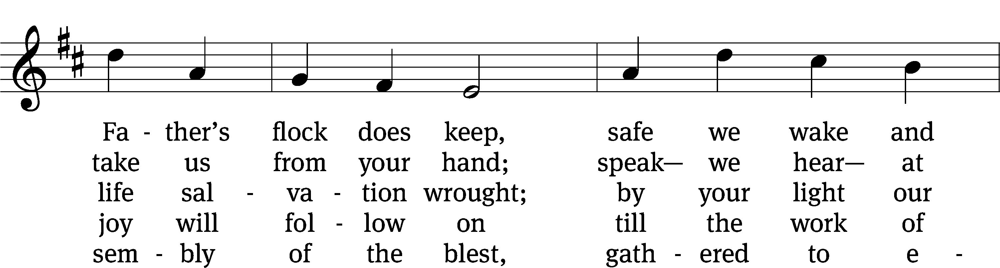 Fa - ther’s flock does keep, safe we wake and
take us from your hand; speak— we hear— at
life sal - va - tion wrought; by your light our
joy will fol - low on till the work of
sem - bly of the blest, gath - ered to e -